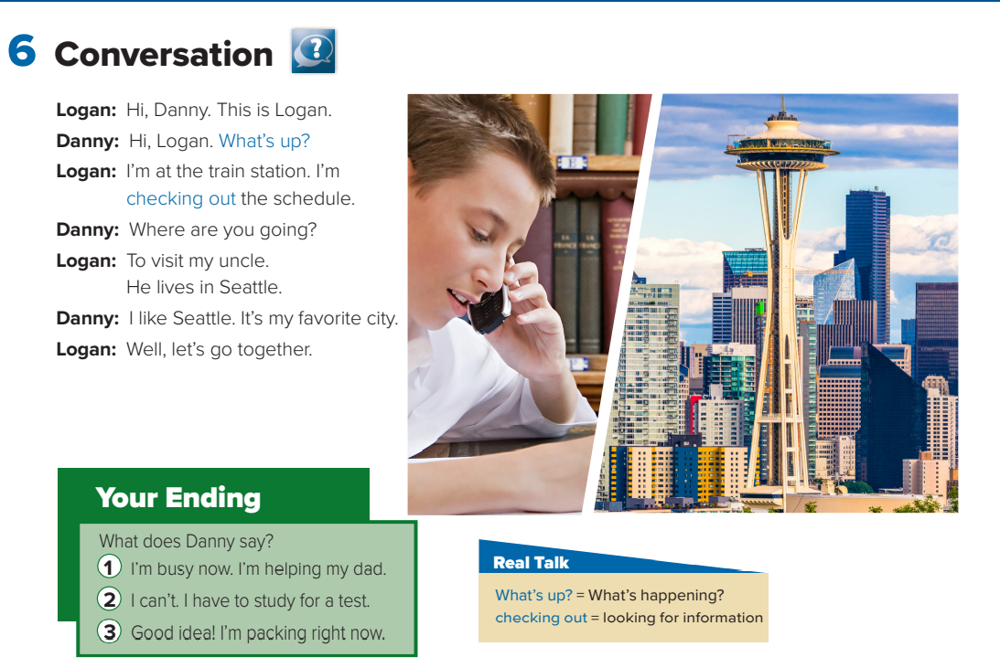 6 Conversation
Logan: Hi, Danny. This is Logan.
Danny: Hi, Logan. What's up?
Logan: I'm at the train station. I'm
checking out the schedule.
Danny: Where are you going?
Logan: To visit my uncle.
He lives in Seattle.
Danny: I like Seattle. It's my favorite city.
Logan: Well, let's go together.
Your Ending
What does Danny say?
1 I'm busy now. I'm helping my dad.
2 I can't. I have to study for a test.
3 Good idea! I'm packing right now.
Real Talk
What's up? = What's happening?
checking out = looking for information